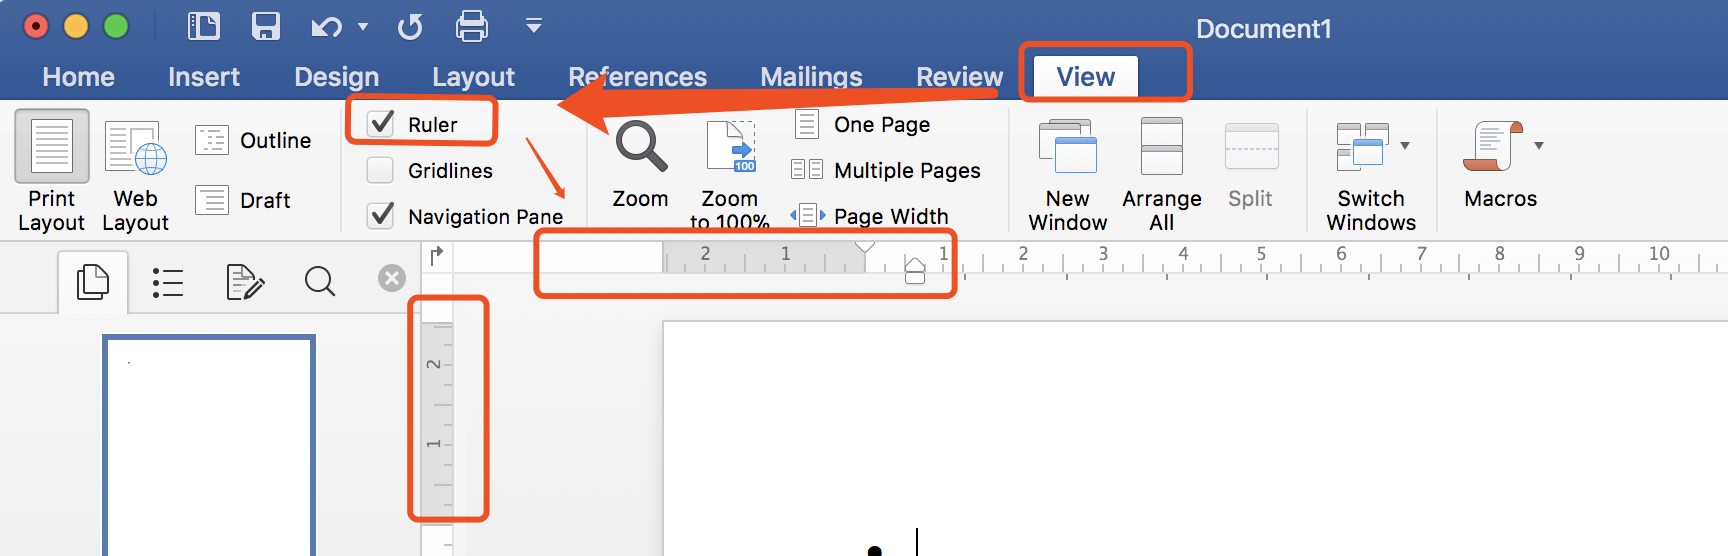 Document1
Home Insert Design Layout References Mailings Review View
Ruler One Page
Outline
Gridlines 100 Multiple Pages
Print Layout Web Layout Draft Navigation Pane Zoom Zoom to 100% Page Width New Window Arrange All Split Switch Windows Macros
2 1 1 2 3 4 5 6 7 8 9 10
2
1